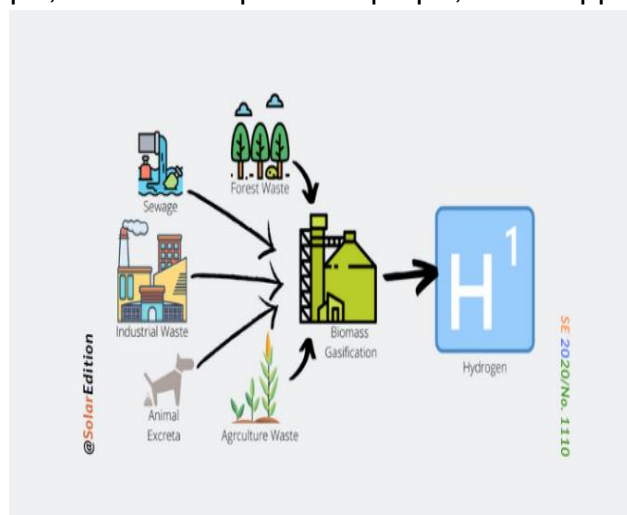 Sewage
Forest Waste
Industrial Waste
Animal
Excreta
Agrculture Waste
Biomass
Gasification
H 1
Hydrogen
@SolarEdition
SE 2020/No. 1110